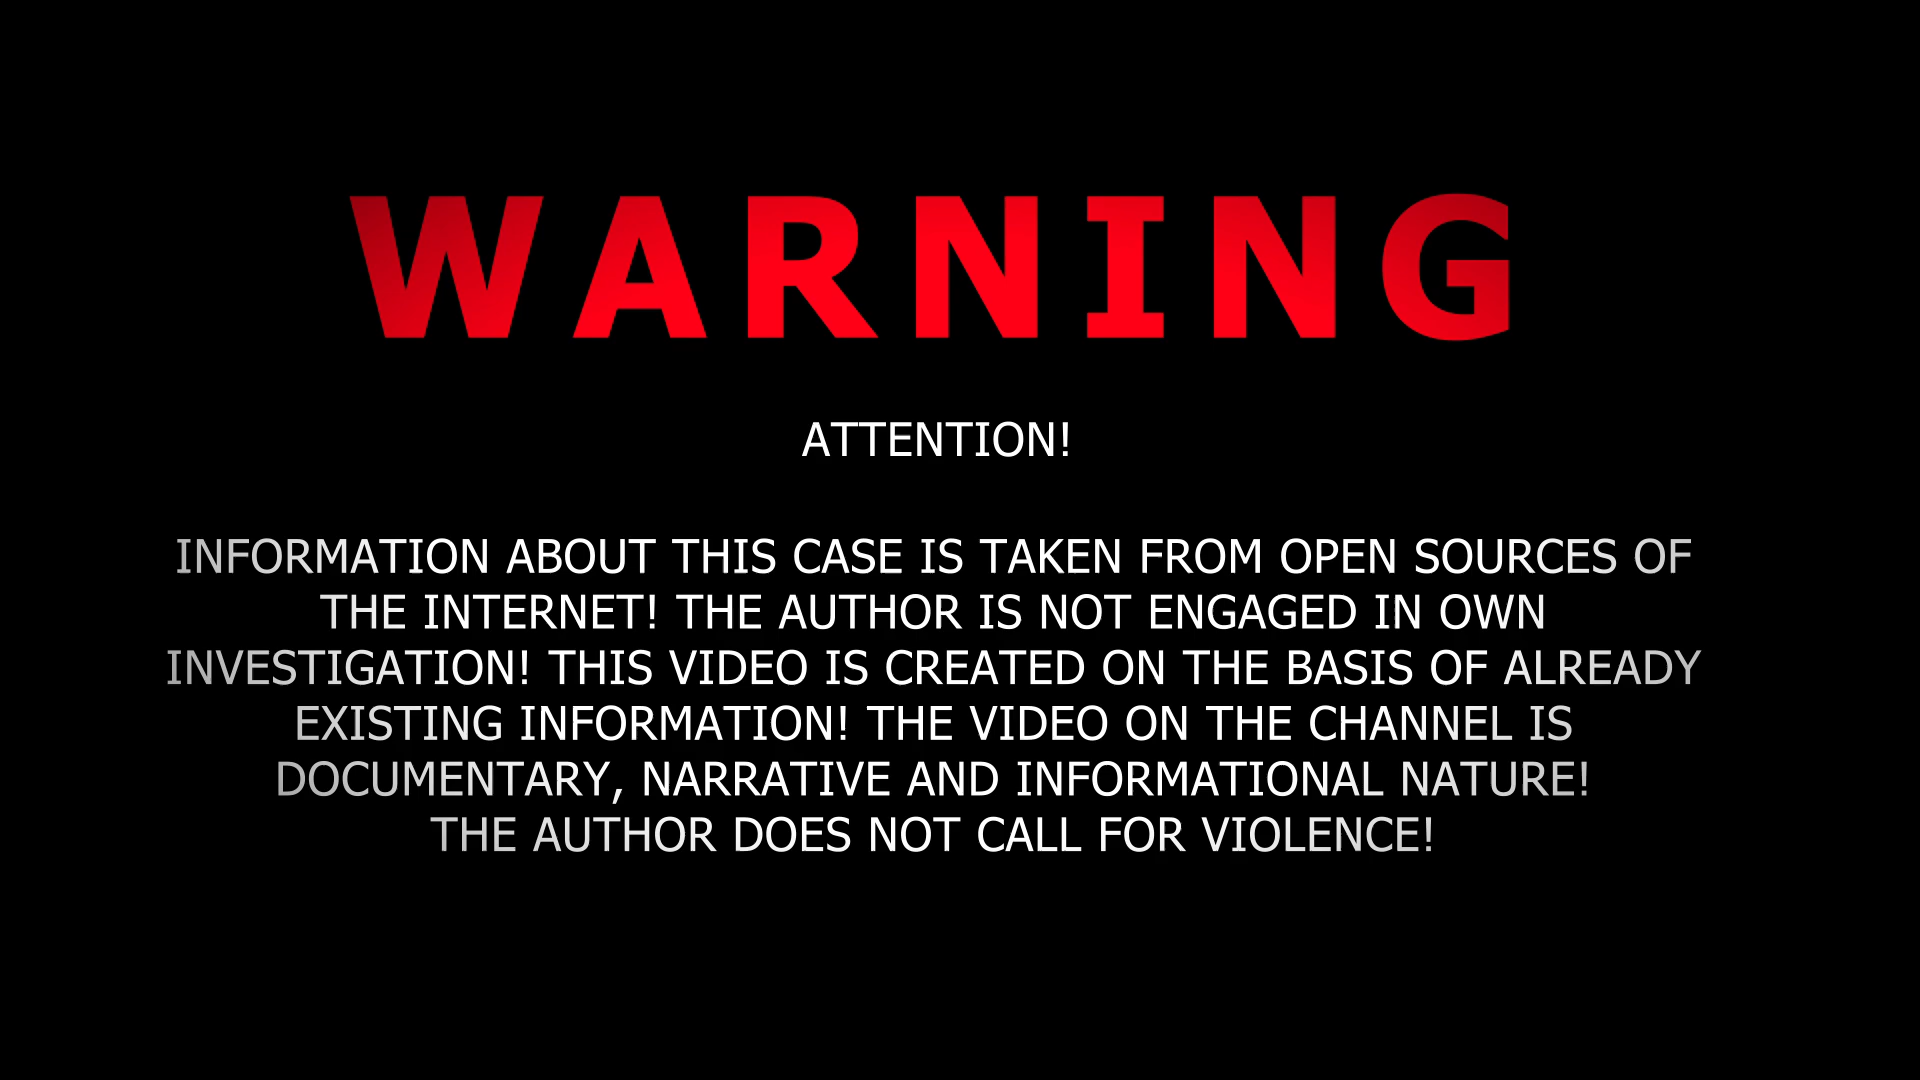 WARNING
ATTENTION!
INFORMATION ABOUT THIS CASE IS TAKEN FROM OPEN SOURCES OF
THE INTERNET! THE AUTHOR IS NOT ENGAGED IN OWN
INVESTIGATION! THIS VIDEO IS CREATED ON THE BASIS OF ALREADY
EXISTING INFORMATION! THE VIDEO ON THE CHANNEL IS
DOCUMENTARY, NARRATIVE AND INFORMATIONAL NATURE!
THE AUTHOR DOES NOT CALL FOR VIOLENCE!